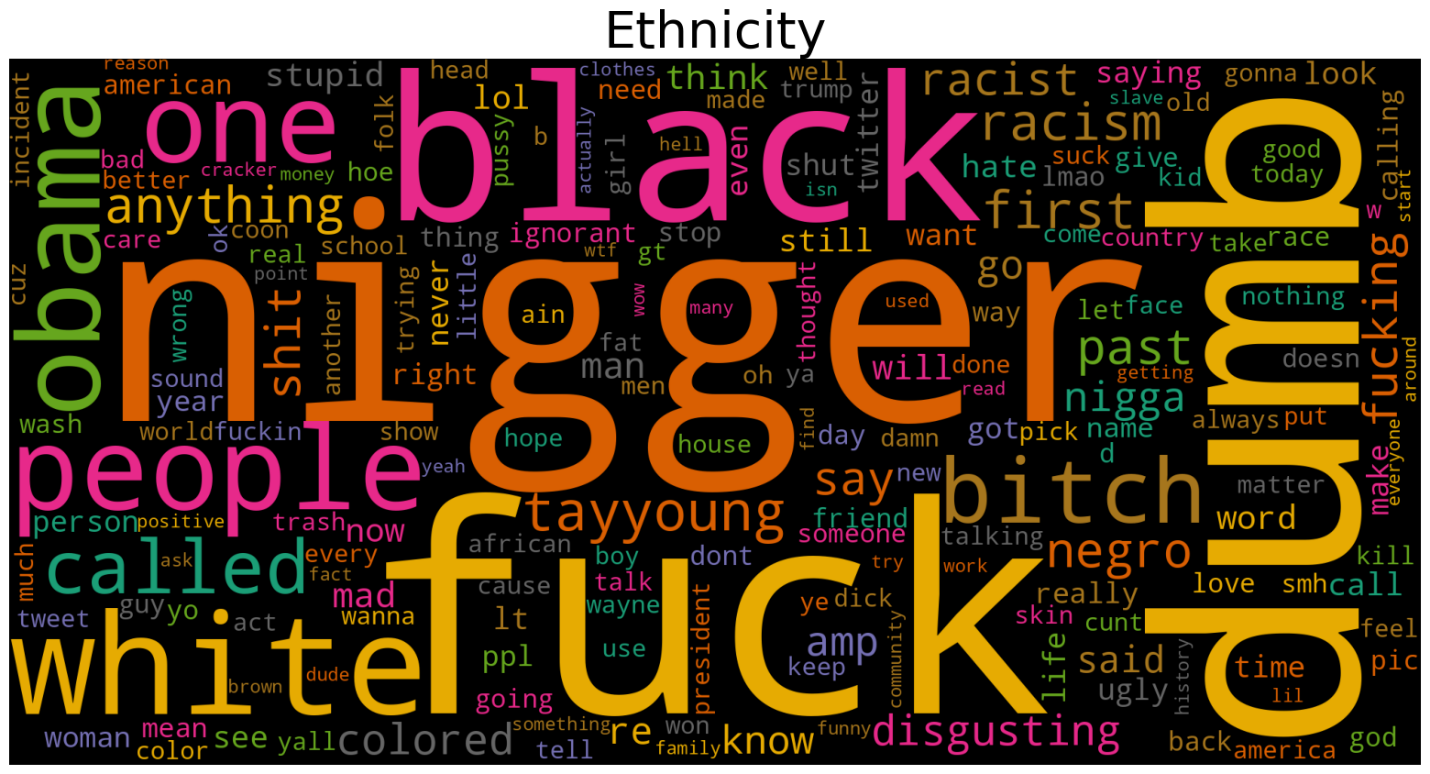 Ethnicity
reason
american
stupid
head
clothes
think
well
racist
saying
gonna
look
incident
obama
one
folk
lol
need
made
trump
slave
old
black
racism
calling
bad
cracker
money
hoe
pussy
b
actually
girl
hell
even
shut
twitter
hate
suck
give
good
better
lmao
kid
today
isn
anything
first
w
start
dumb
care
coon
ok
thing
ignorant
stop
still
want
come
country
take
race
cuz
real
school
point
wtf
gt
go
fucking
nigger
wrong
shit
another
trying
never
little
ain
wow
many
thought
used
way
let
face
nothing
fat
man
past
doesn
around
sound
right
men
oh
ya
will
done
getting
year
read
nigga
wash
world
fuckin
show
hope
house
find
day
damn
got
pick
name
always
put
people
yeah
say
new
bitch
d
make
everyone
matter
person
positive
trash
now
tayyoung
friend
someone
talking
negro
word
kill
much
called
ask
every
fact
african
boy
dont
try
work
cause
talk
love
smh
call
tweet
guy
yo
act
mad
wanna
lt
wayne
president
ye
dick
really
skin
cunt
feel
white
fuck
use
amp
community
life
said
ppl
keep
time
pic
brown
dude
going
ugly
history
lil
woman
mean
color
see
yall
colored
something
tell
re
won
family
know
funny
disgusting
back
america
god